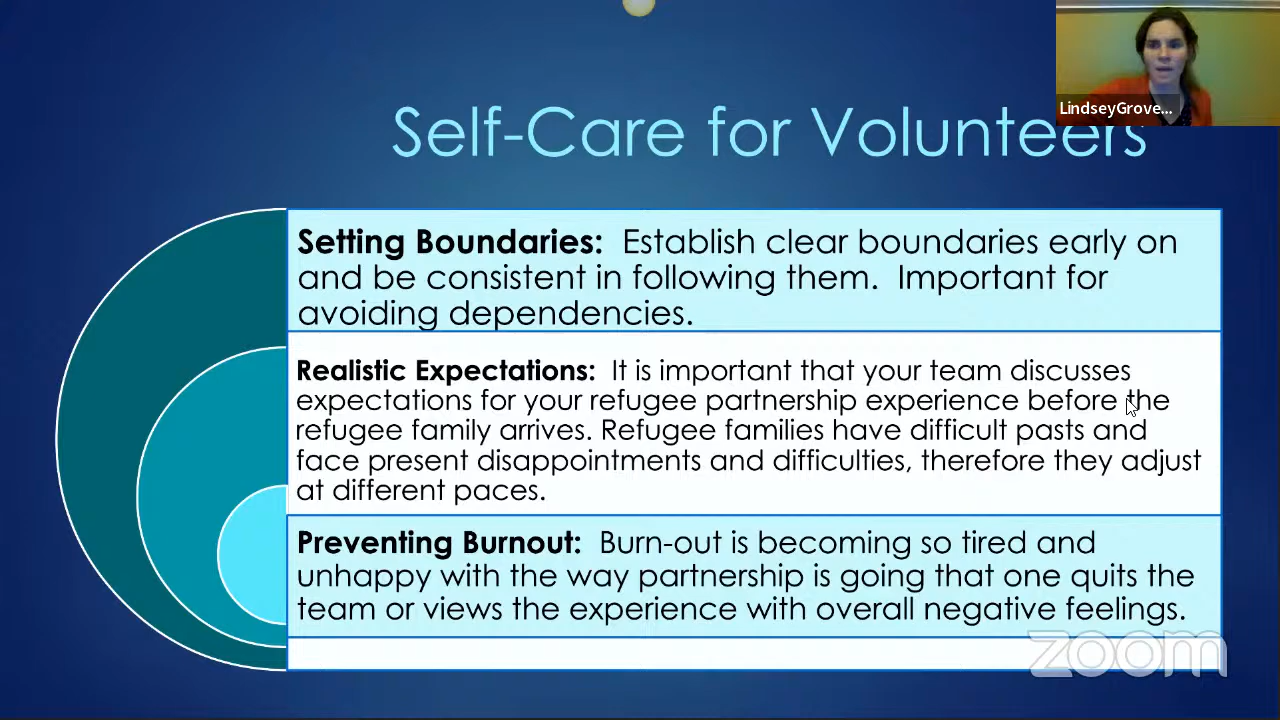 LindseyGrove...
Self-Care for Volunteers
Setting Boundaries: Establish clear boundaries early on
and be consistent in following them. Important for
avoiding dependencies.
Realistic Expectations: It is important that your team discusses
expectations for your refugee partnership experience before the
refugee family arrives. Refugee families have difficult pasts and
face present disappointments and difficulties, therefore they adjust
at different paces.
Preventing Burnout: Burn-out is becoming so tired and
unhappy with the way partnership is going that one quits the
team or views the experience with overall negative feelings.
zoom